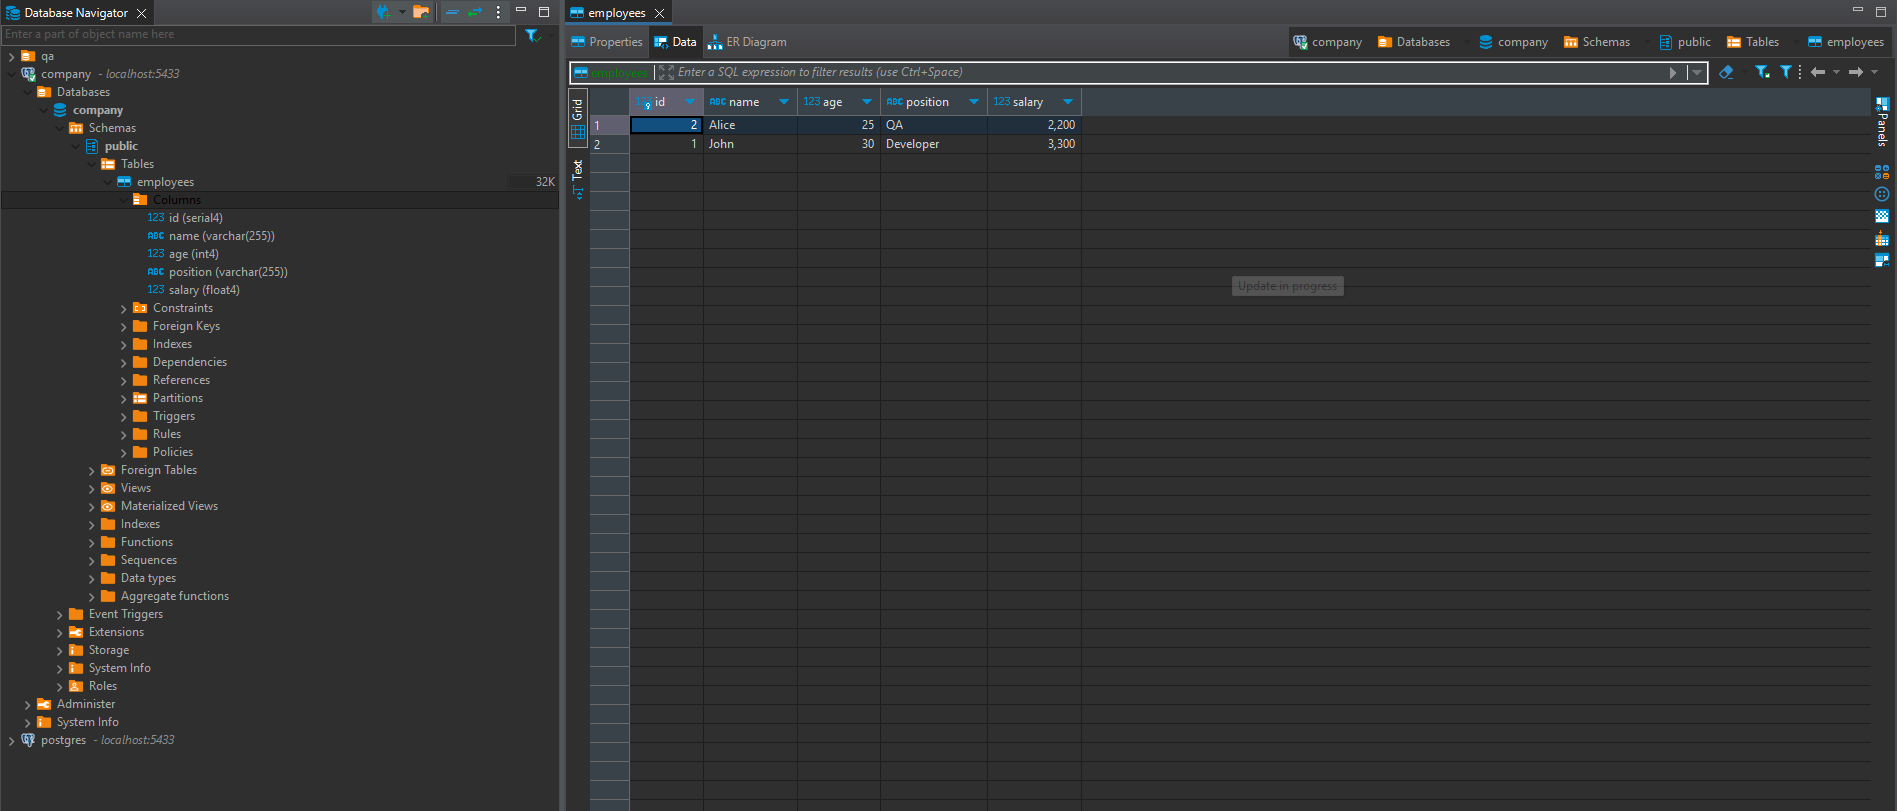 Database Navigator
Enter a part of object name here
qa
company - localhost:5433
Databases
company
Schemas
public
Tables
employees 32K
Columns
123 id (serial4)
ABC name (varchar(255))
123 age (int4)
ABC position (varchar(255))
123 salary (float4)
Constraints
Foreign Keys
Indexes
Dependencies
References
Partitions
Triggers
Rules
Policies
Foreign Tables
Views
Materialized Views
Indexes
Functions
Sequences
Data types
Aggregate functions
Event Triggers
Extensions
Storage
System Info
Roles
Administer
System Info
postgres - localhost:5433
employees
Properties Data ER Diagram
company Databases company Schemas public Tables employees
employees Enter a SQL expression to filter results (use Ctrl+Space)
Grid
Text
id ABC name 123 age ABC position 123 salary
1 2 Alice 25 QA 2,200
2 1 John 30 Developer 3,300
Update in progress
Panels